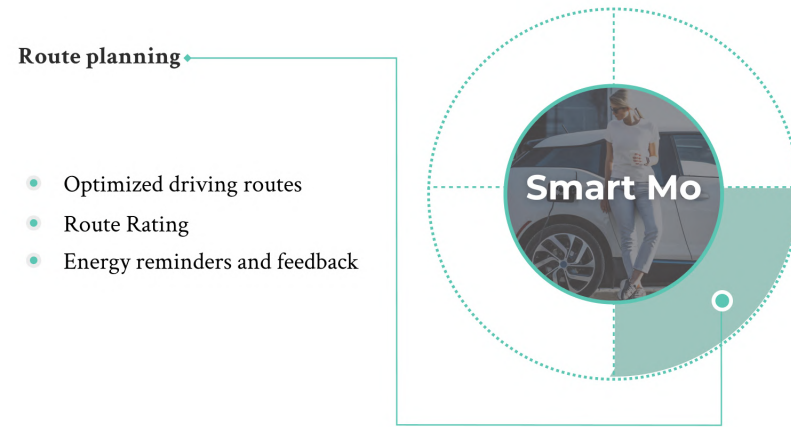 Route planning
Optimized driving routes
Route Rating
Energy reminders and feedback
Smart Mo